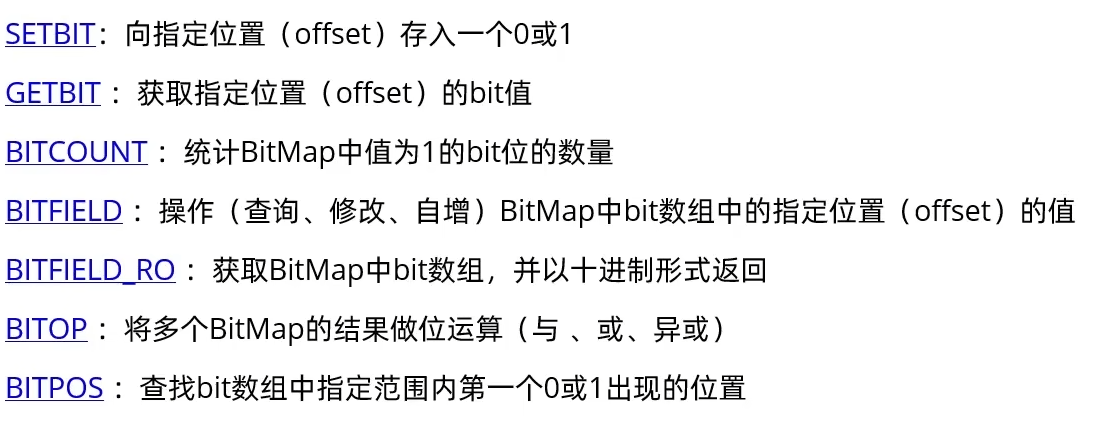 SETBIT：向指定位置（offset）存入一个0或1
GETBIT ：获取指定位置（offset）的bit值
BITCOUNT ：统计BitMap中值为1的bit位的数量
BITFIELD ：操作（查询、修改、自增）BitMap中bit数组中的指定位置（offset）的值
BITFIELD_RO ：获取BitMap中bit数组，并以十进制形式返回
BITOP ：将多个BitMap的结果做位运算（与 、或、异或）
BITPOS ：查找bit数组中指定范围内第一个0或1出现的位置